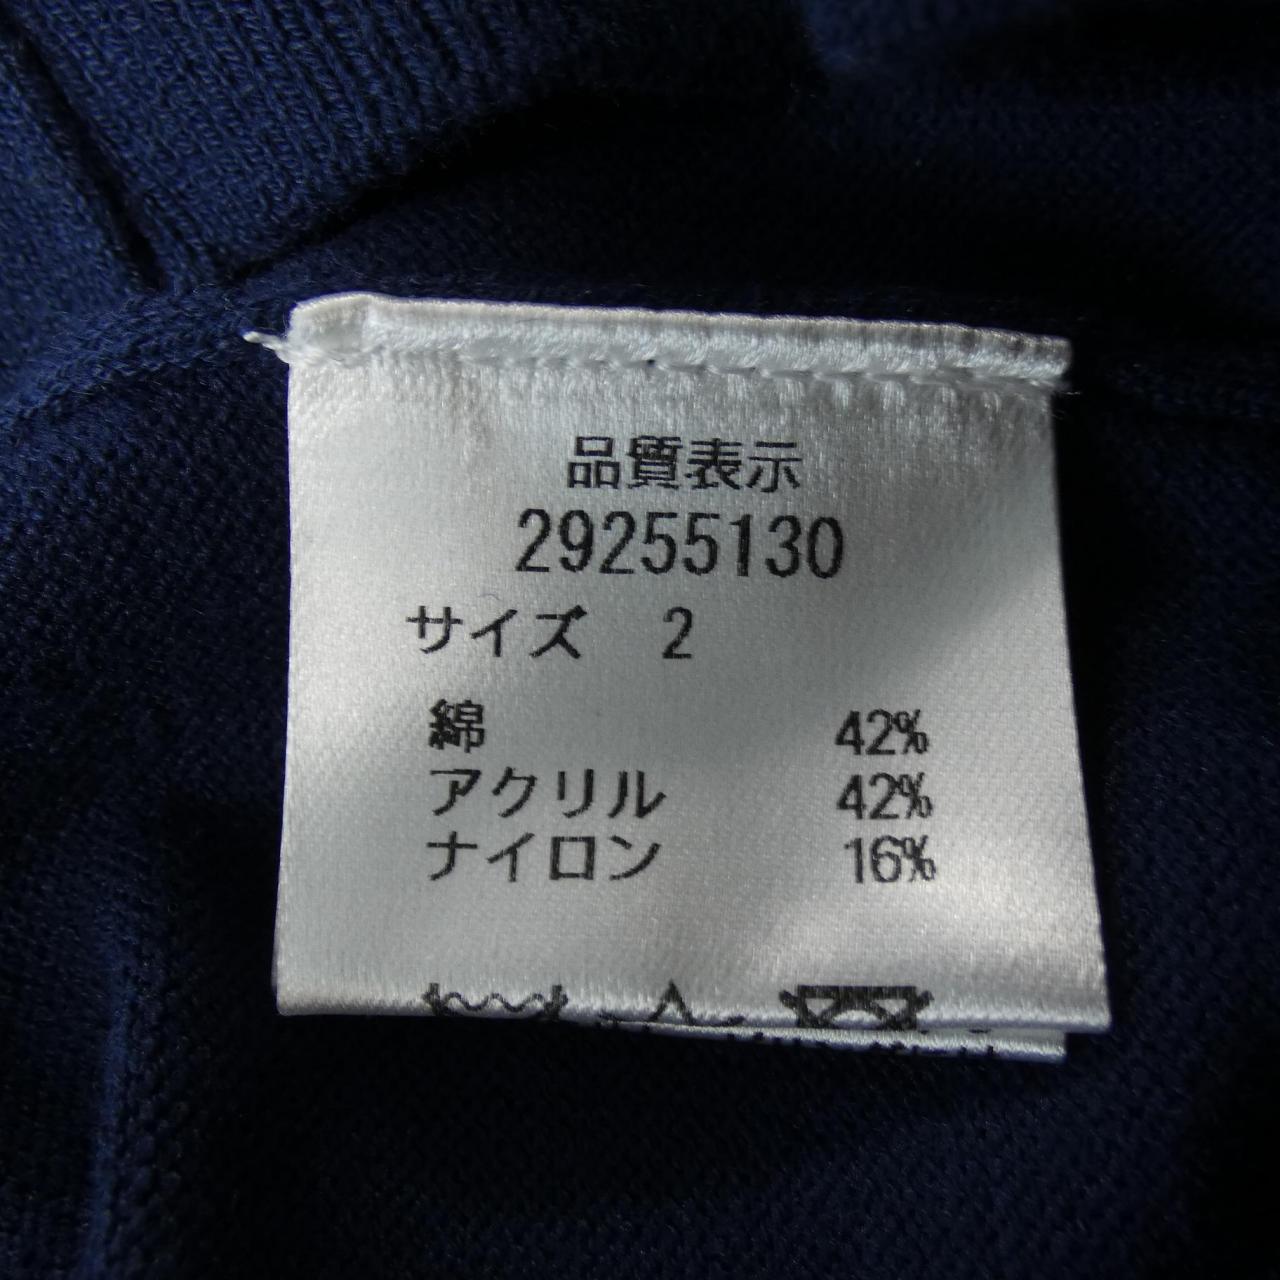 品質表示
29255130
サイズ 2
綿 42%
アクリル 42%
ナイロン 16%